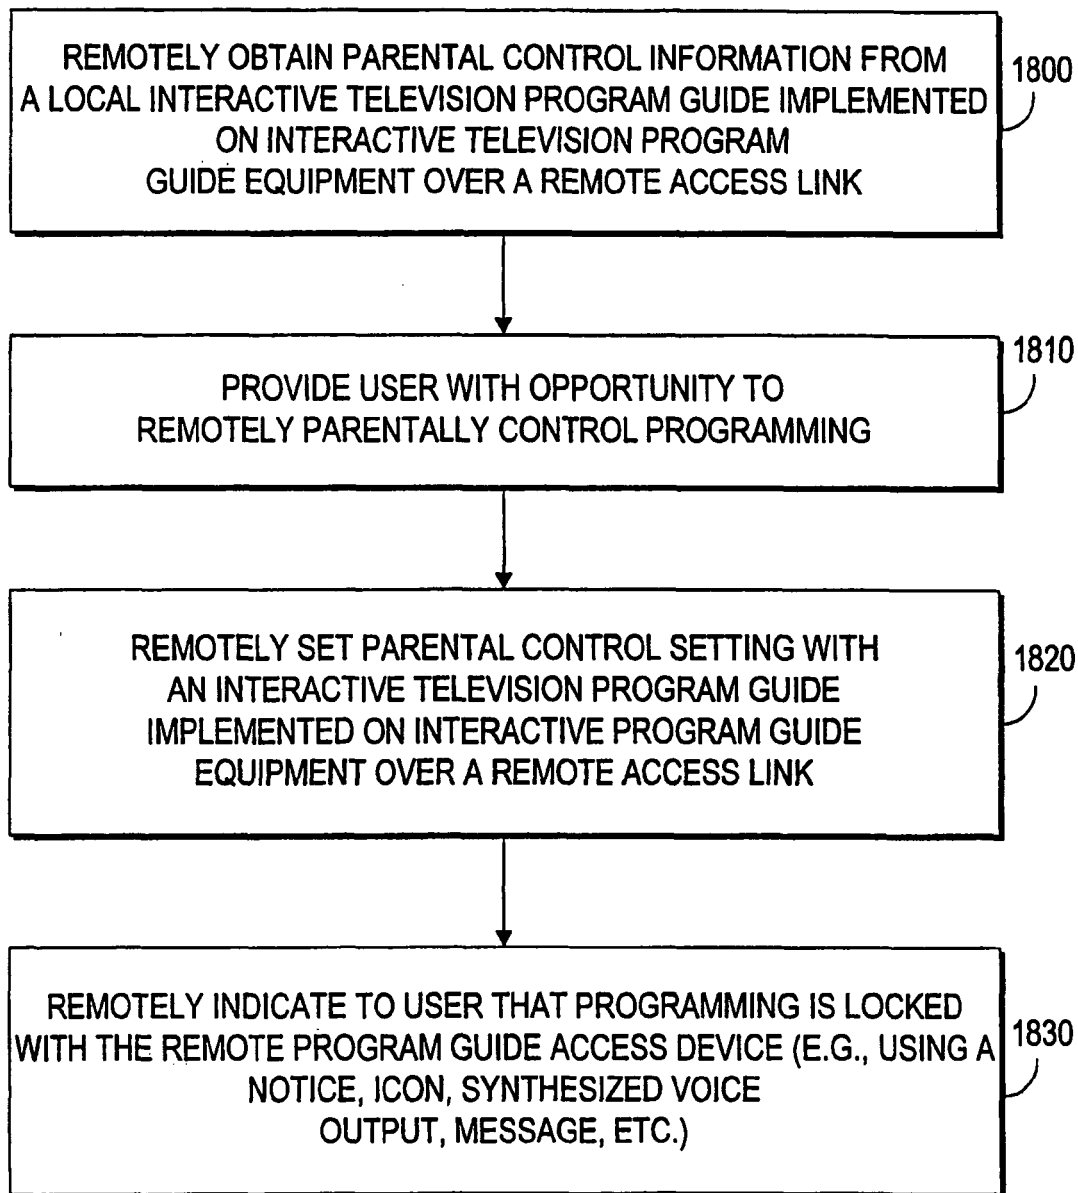 REMOTELY OBTAIN PARENTAL CONTROL INFORMATION FROM
A LOCAL INTERACTIVE TELEVISION PROGRAM GUIDE IMPLEMENTED
ON INTERACTIVE TELEVISION PROGRAM
GUIDE EQUIPMENT OVER A REMOTE ACCESS LINK
1800
PROVIDE USER WITH OPPORTUNITY TO
REMOTELY PARENTALLY CONTROL PROGRAMMING
1810
REMOTELY SET PARENTAL CONTROL SETTING WITH
AN INTERACTIVE TELEVISION PROGRAM GUIDE
IMPLEMENTED ON INTERACTIVE PROGRAM GUIDE
EQUIPMENT OVER A REMOTE ACCESS LINK
1820
REMOTELY INDICATE TO USER THAT PROGRAMMING IS LOCKED
WITH THE REMOTE PROGRAM GUIDE ACCESS DEVICE (E.G., USING A
NOTICE, ICON, SYNTHESIZED VOICE
OUTPUT, MESSAGE, ETC.)
1830